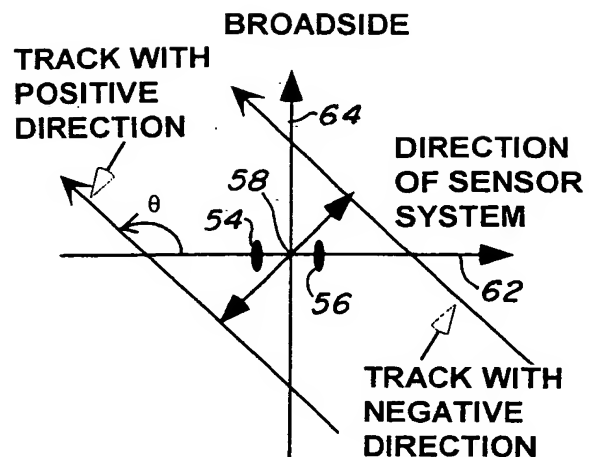 BROADSIDE
TRACK WITH
POSITIVE
DIRECTION
64
DIRECTION
OF SENSOR
SYSTEM
θ
54
58
56
62
TRACK WITH
NEGATIVE
DIRECTION